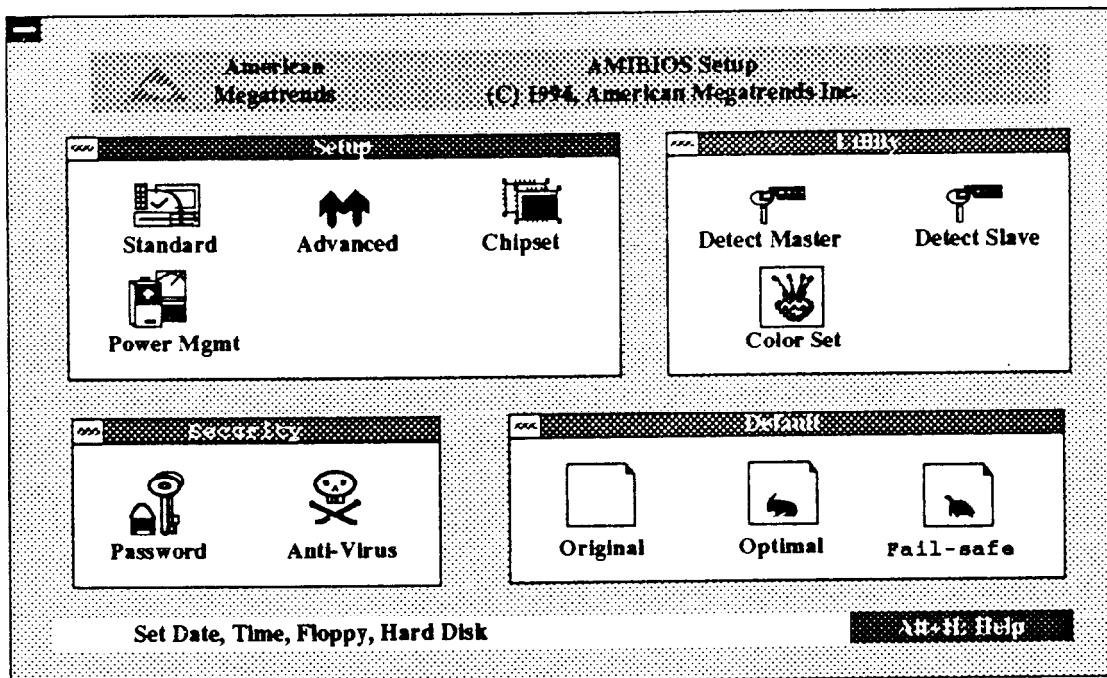 American
Megatrends
AMIBIOS Setup
(C) 1994, American Megatrends Inc.
Setup
Standard
Advanced
Chipset
Power Mgmt
Utility
Detect Master
Detect Slave
Color Set
Security
Password
Anti-Virus
Default
Original
Optimal
Fail-safe
Set Date, Time, Floppy, Hard Disk
Alt+H: Help